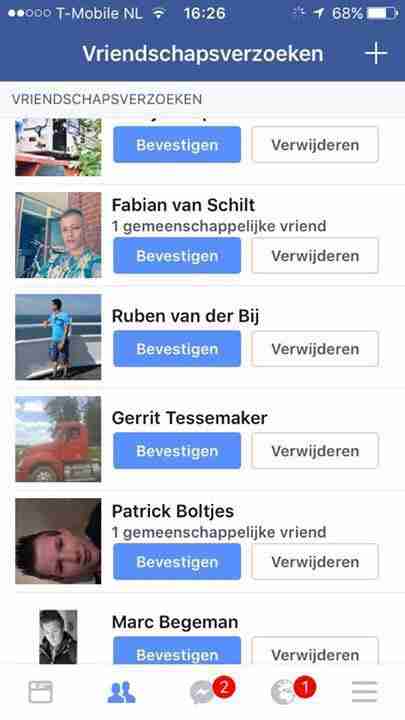 T-Mobile NL 16:26 68%
Vriendschapsverzoeken +
VRIENDSCHAPSVERZOEKEN
Bevestigen Verwijderen
Fabian van Schilt
1 gemeenschappelijke vriend
Bevestigen Verwijderen
Ruben van der Bij
Bevestigen Verwijderen
Gerrit Tessemaker
Bevestigen Verwijderen
Patrick Boltjes
1 gemeenschappelijke vriend
Bevestigen Verwijderen
Marc Begeman
Bevestigen Verwijderen
2 1